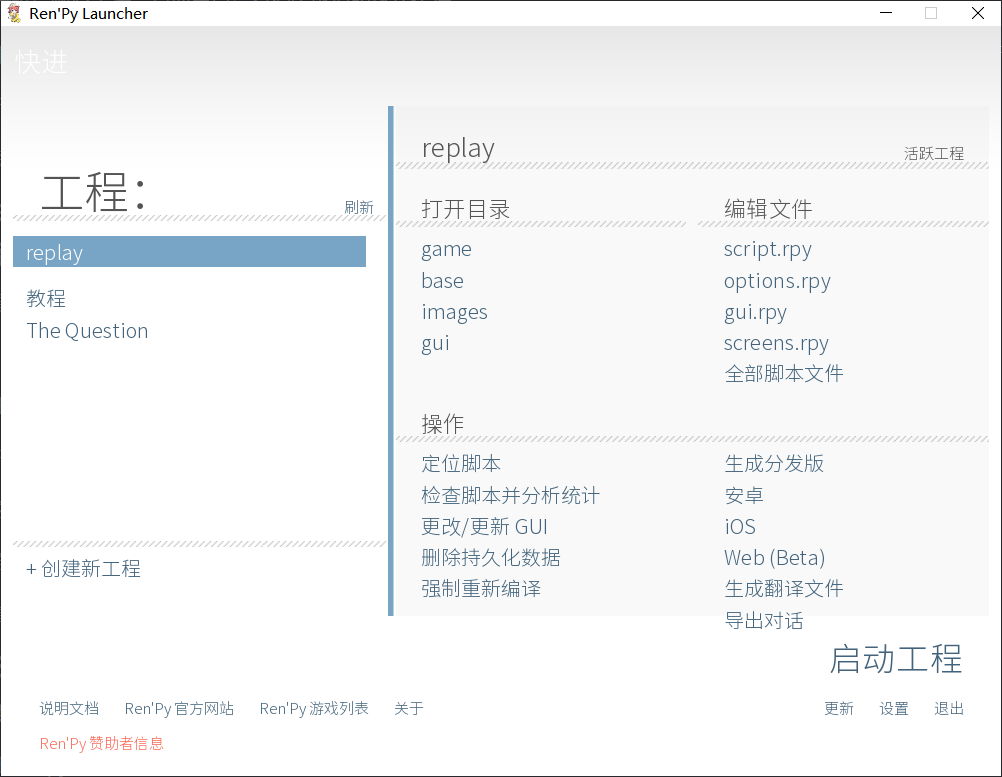 Ren'Py Launcher
快进
工程：
刷新
replay
教程
The Question
+ 创建新工程
replay
活跃工程
打开目录
game
base
images
gui
编辑文件
script.rpy
options.rpy
gui.rpy
screens.rpy
全部脚本文件
操作
定位脚本
检查脚本并分析统计
更改/更新 GUI
删除持久化数据
强制重新编译
生成分发版
安卓
iOS
Web (Beta)
生成翻译文件
导出对话
启动工程
说明文档 Ren'Py 官方网站 Ren'Py 游戏列表 关于
更新 设置 退出
Ren'Py 赞助者信息